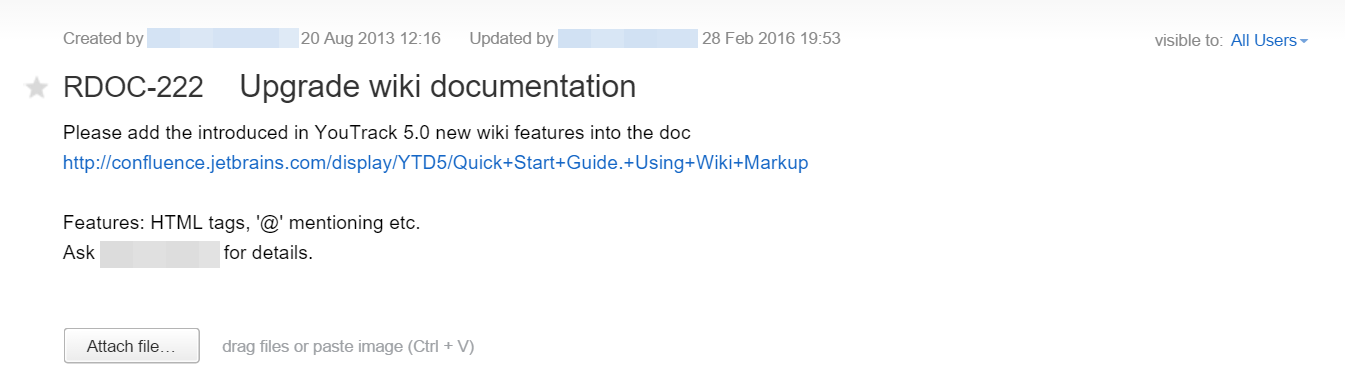 Created by 20 Aug 2013 12:16 Updated by 28 Feb 2016 19:53 visible to: All Users
RDOC-222 Upgrade wiki documentation
Please add the introduced in YouTrack 5.0 new wiki features into the doc
http://confluence.jetbrains.com/display/YTD5/Quick+Start+Guide.+Using+Wiki+Markup
Features: HTML tags, '@' mentioning etc.
Ask for details.
Attach file… drag files or paste image (Ctrl + V)